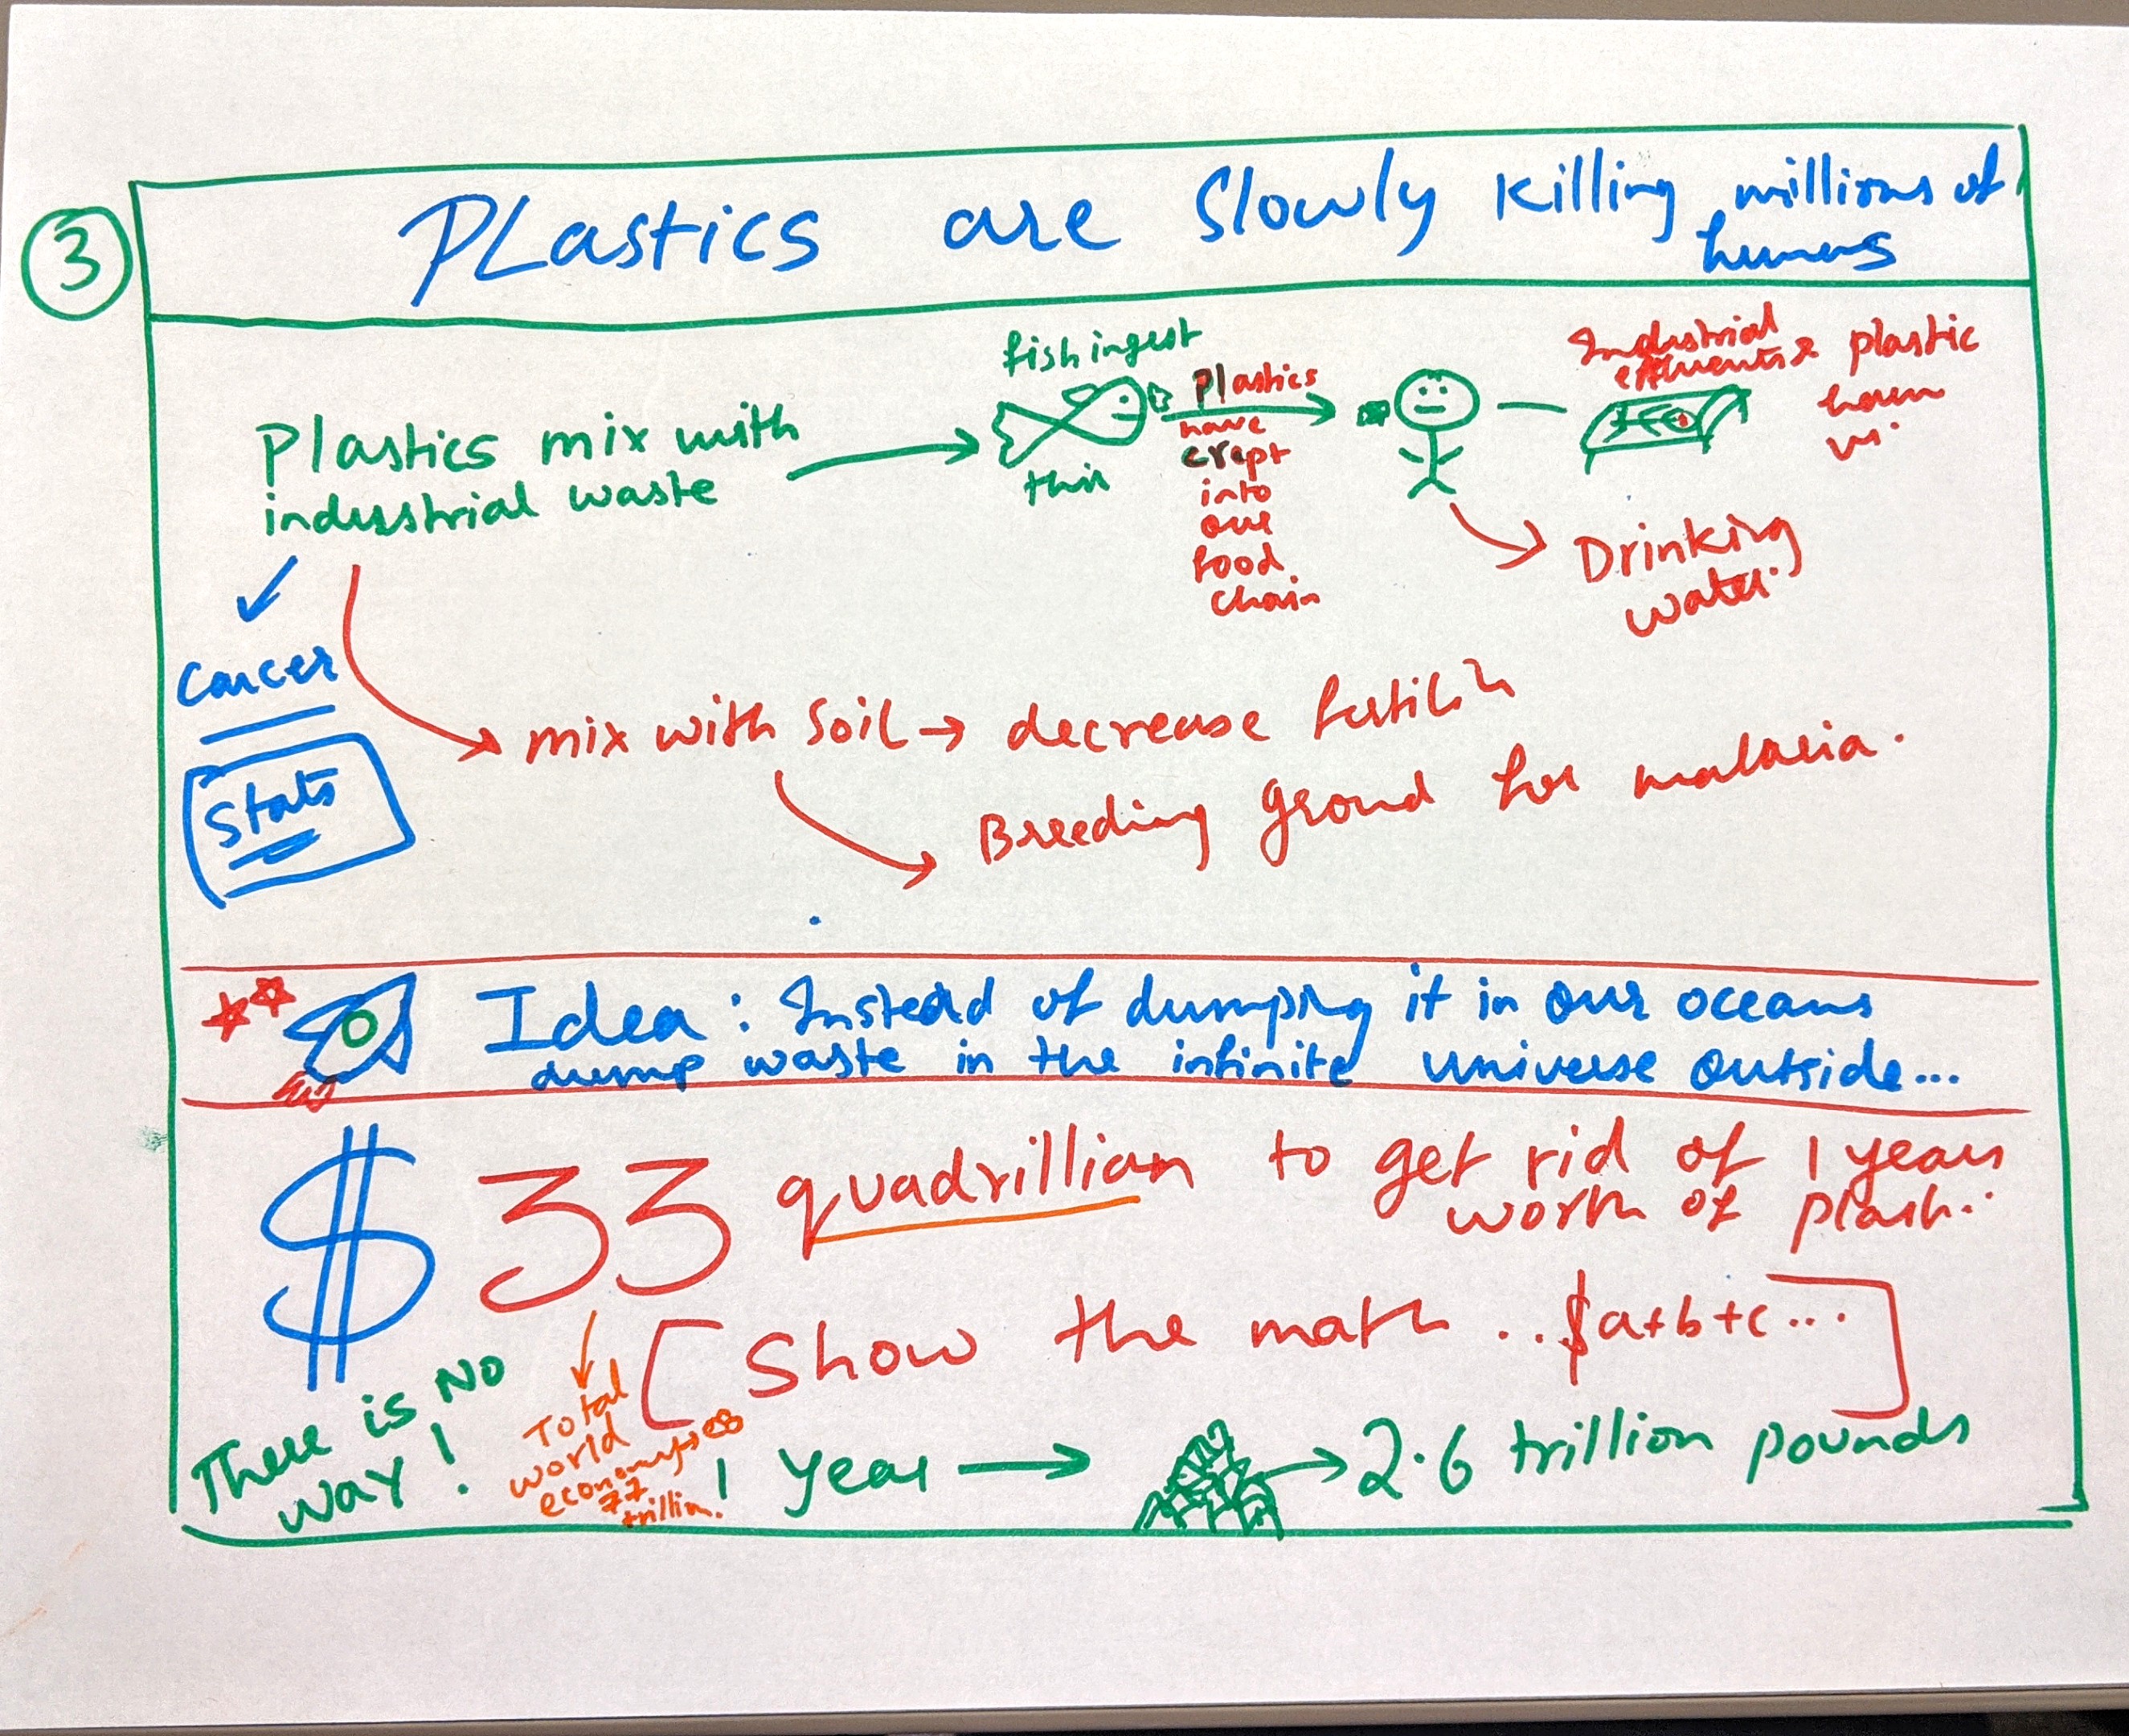 3
PLastics are Slowly Killing millions of
humans
fish ingest
this
Plastics mix with
industrial waste
Plastics
have
crept
into
our
food
chain
Industrial
effluents &
plastic
harm
us.
Drinking
water.
Cancer
Stats
mix with Soil → decrease
Breeding ground for malaria.
Idea: Instead of dumping it in our oceans
dump waste in the infinite universe outside...
$ 33 quadrillian to get rid of 1 years
worth of
[Show the math .. $a+b+c...]
There is NO
WAY!
Total
world
economy
77
trillion.
1 Year → → 2.6 trillion pounds